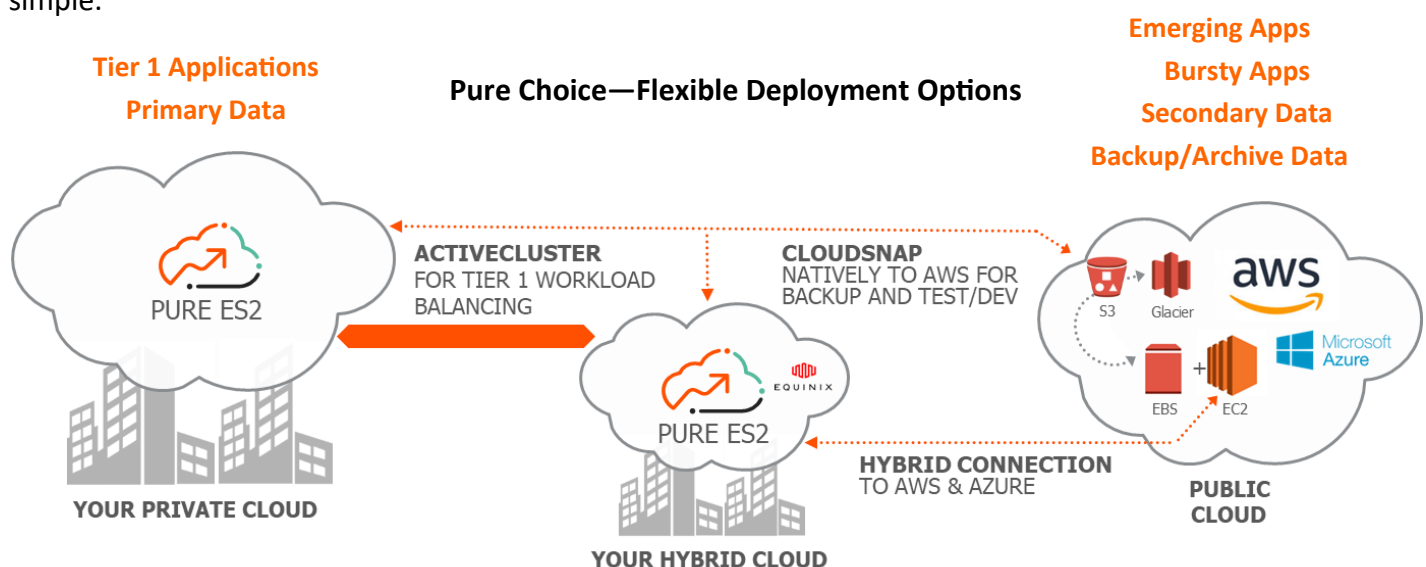 simple.
Emerging Apps
Tier 1 Applications
Bursty Apps
Pure Choice—Flexible Deployment Options
Primary Data
Secondary Data
Backup/Archive Data
PURE ES2
ACTIVECLUSTER
FOR TIER 1 WORKLOAD
BALANCING
CLOUDSNAP
NATIVELY TO AWS FOR
BACKUP AND TEST/DEV
aws
S3
Glacier
Microsoft
Azure
EQUINIX
+
EBS
EC2
PURE ES2
HYBRID CONNECTION
TO AWS & AZURE
YOUR PRIVATE CLOUD
PUBLIC
CLOUD
YOUR HYBRID CLOUD